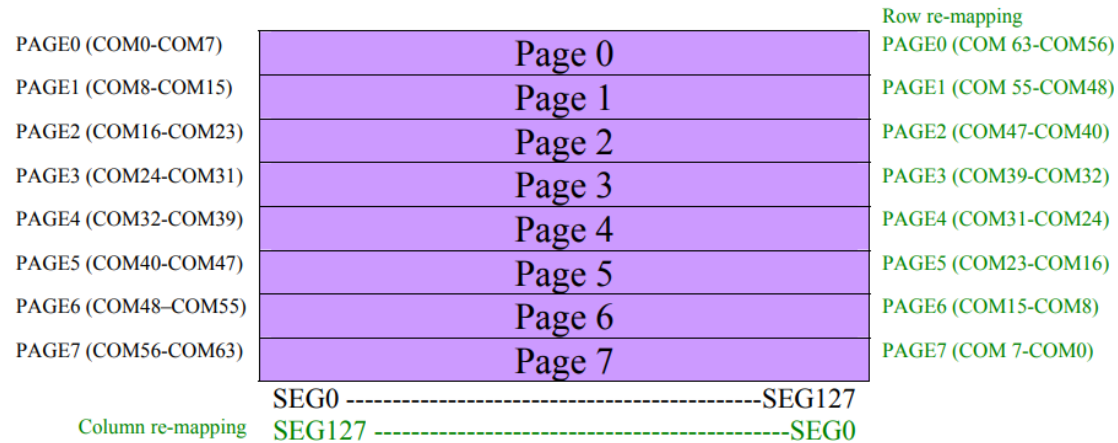 Row re-mapping
PAGE0 (COM0-COM7) Page 0 PAGE0 (COM 63-COM56)
PAGE1 (COM8-COM15) Page 1 PAGE1 (COM 55-COM48)
PAGE2 (COM16-COM23) Page 2 PAGE2 (COM47-COM40)
PAGE3 (COM24-COM31) Page 3 PAGE3 (COM39-COM32)
PAGE4 (COM32-COM39) Page 4 PAGE4 (COM31-COM24)
PAGE5 (COM40-COM47) Page 5 PAGE5 (COM23-COM16)
PAGE6 (COM48–COM55) Page 6 PAGE6 (COM15-COM8)
PAGE7 (COM56-COM63) Page 7 PAGE7 (COM 7-COM0)
SEG0 ---------------------------------------------SEG127
Column re-mapping SEG127 ---------------------------------------------SEG0